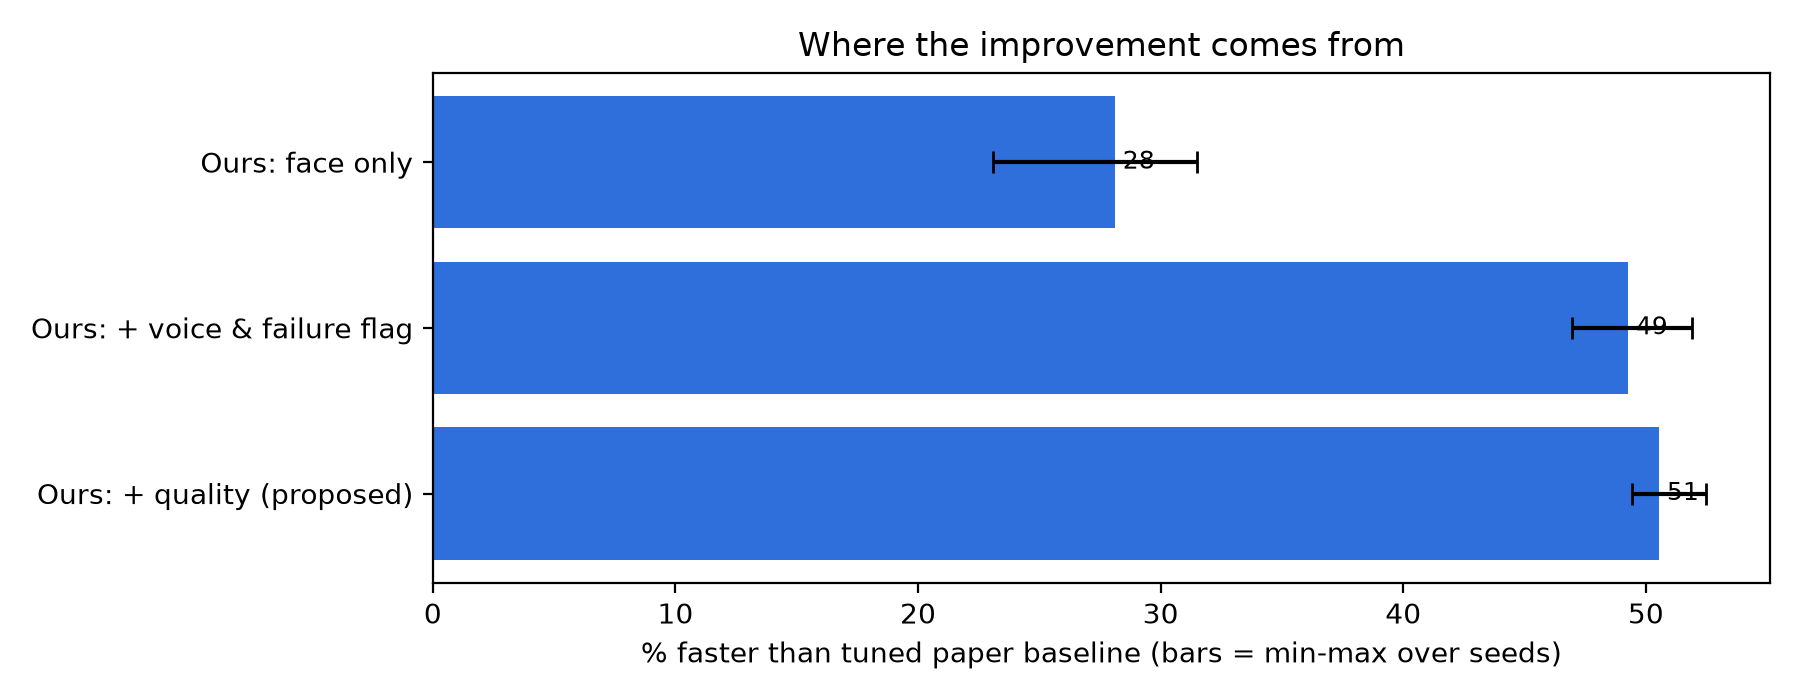 Where the improvement comes from
Ours: face only
28
Ours: + voice & failure flag
49
Ours: + quality (proposed)
51
0 10 20 30 40 50
% faster than tuned paper baseline (bars = min-max over seeds)